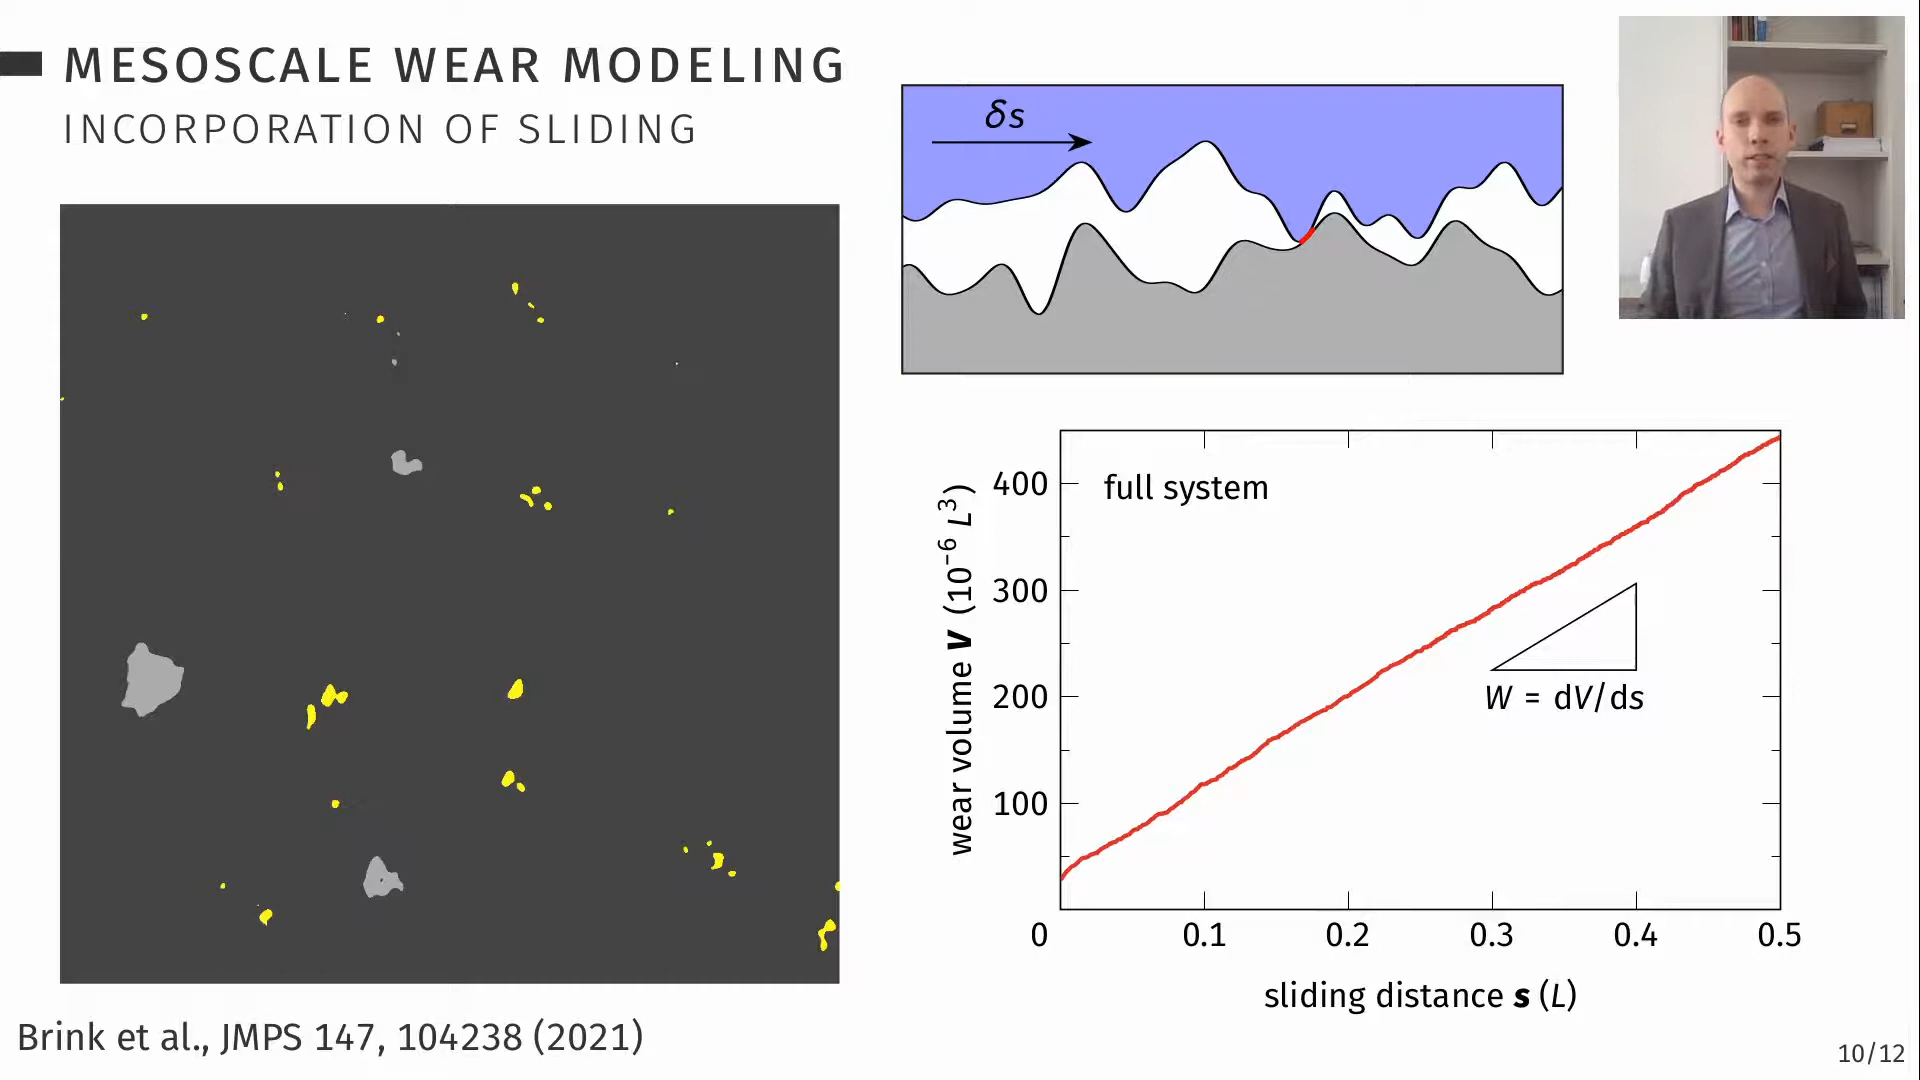 MESOSCALE WEAR MODELING
INCORPORATION OF SLIDING
δs
full system
wear volume V (10⁻⁶ L³)
400
300
200
100
W = dV/ds
0 0.1 0.2 0.3 0.4 0.5
sliding distance s (L)
Brink et al., JMPS 147, 104238 (2021)
10/12